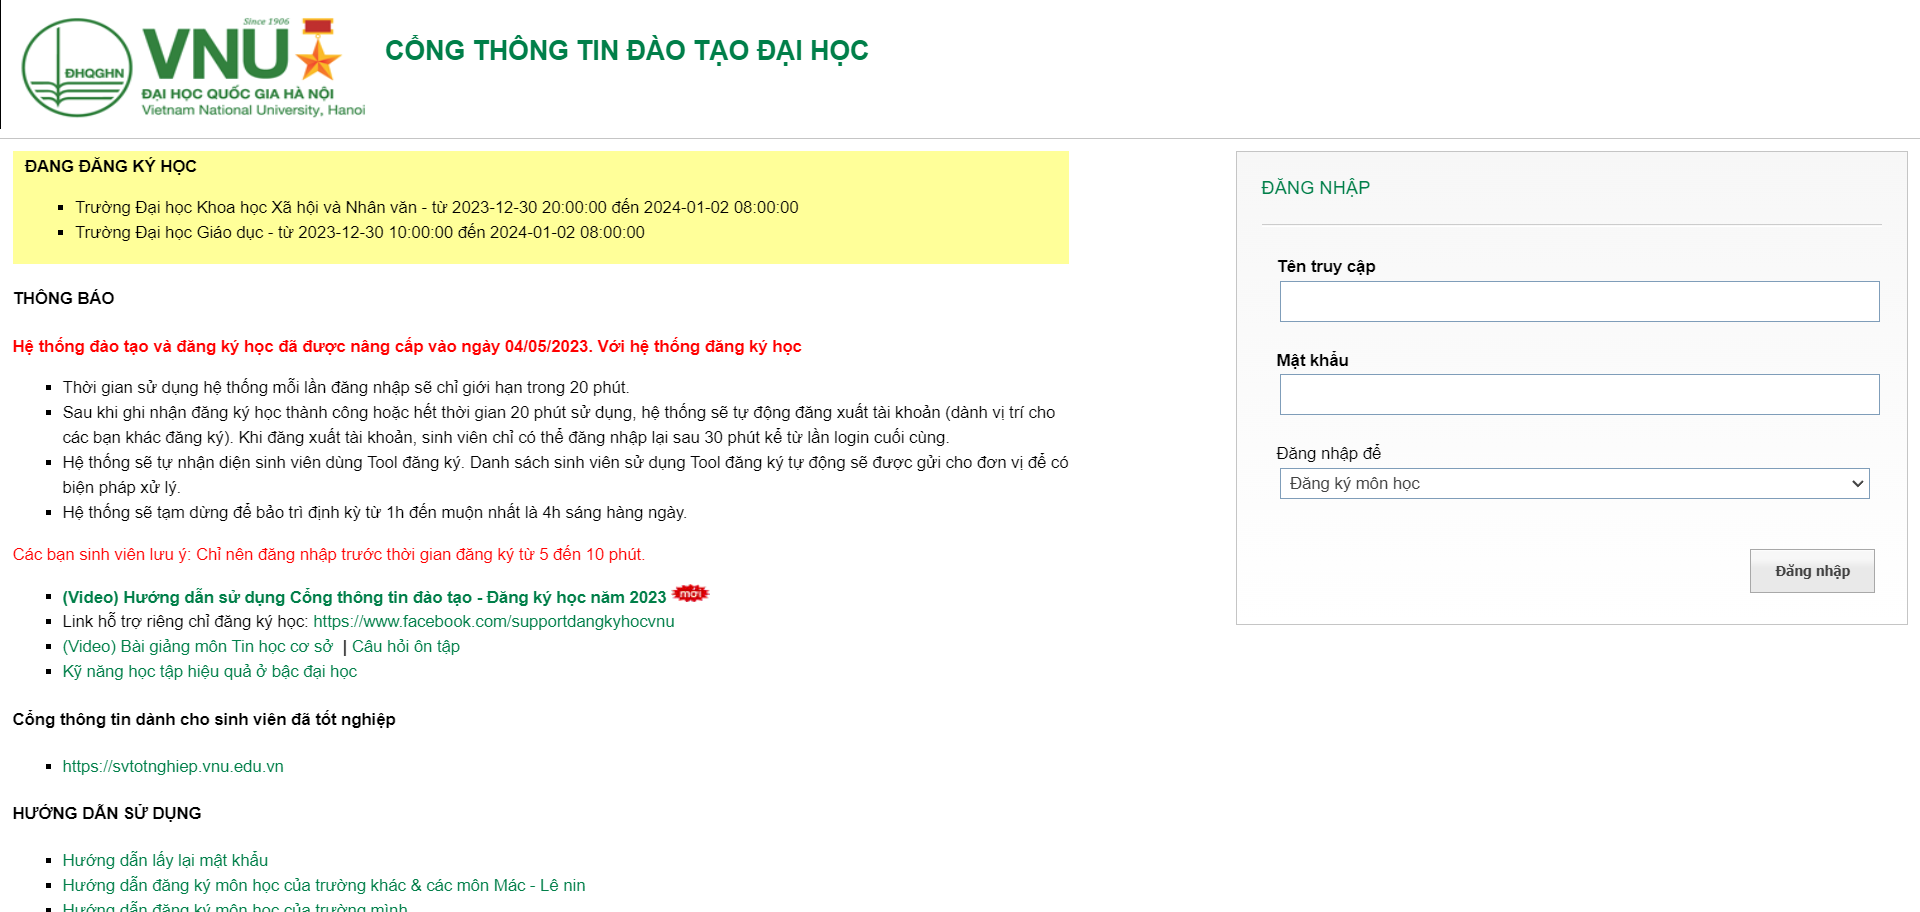 Since 1906
ĐHQGHN
VNU
ĐẠI HỌC QUỐC GIA HÀ NỘI
Vietnam National University, Hanoi
CỔNG THÔNG TIN ĐÀO TẠO ĐẠI HỌC
ĐANG ĐĂNG KÝ HỌC
Trường Đại học Khoa học Xã hội và Nhân văn - từ 2023-12-30 20:00:00 đến 2024-01-02 08:00:00
Trường Đại học Giáo dục - từ 2023-12-30 10:00:00 đến 2024-01-02 08:00:00
THÔNG BÁO
Hệ thống đào tạo và đăng ký học đã được nâng cấp vào ngày 04/05/2023. Với hệ thống đăng ký học
Thời gian sử dụng hệ thống mỗi lần đăng nhập sẽ chỉ giới hạn trong 20 phút.
Sau khi ghi nhận đăng ký học thành công hoặc hết thời gian 20 phút sử dụng, hệ thống sẽ tự động đăng xuất tài khoản (dành vị trí cho
các bạn khác đăng ký). Khi đăng xuất tài khoản, sinh viên chỉ có thể đăng nhập lại sau 30 phút kể từ lần login cuối cùng.
Hệ thống sẽ tự nhận diện sinh viên dùng Tool đăng ký. Danh sách sinh viên sử dụng Tool đăng ký tự động sẽ được gửi cho đơn vị để có
biện pháp xử lý.
Hệ thống sẽ tạm dừng để bảo trì định kỳ từ 1h đến muộn nhất là 4h sáng hàng ngày.
Các bạn sinh viên lưu ý: Chỉ nên đăng nhập trước thời gian đăng ký từ 5 đến 10 phút.
(Video) Hướng dẫn sử dụng Cổng thông tin đào tạo - Đăng ký học năm 2023 mới
Link hỗ trợ riêng chỉ đăng ký học: https://www.facebook.com/supportdangkyhocvnu
(Video) Bài giảng môn Tin học cơ sở | Câu hỏi ôn tập
Kỹ năng học tập hiệu quả ở bậc đại học
Cổng thông tin dành cho sinh viên đã tốt nghiệp
https://svtotnghiep.vnu.edu.vn
HƯỚNG DẪN SỬ DỤNG
Hướng dẫn lấy lại mật khẩu
Hướng dẫn đăng ký môn học của trường khác & các môn Mác - Lê nin
Hướng dẫn đăng ký môn học của trường mình
ĐĂNG NHẬP
Tên truy cập
Mật khẩu
Đăng nhập để
Đăng ký môn học
Đăng nhập